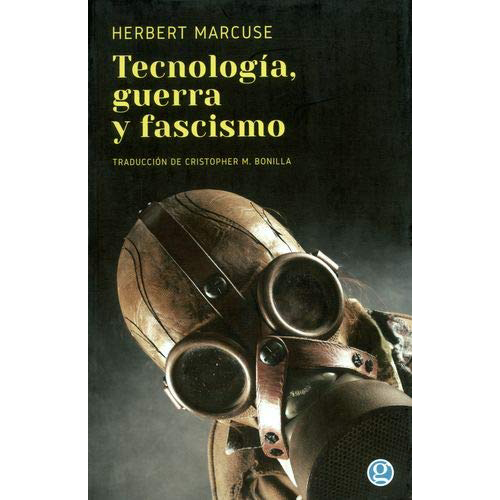 HERBERT MARCUSE
Tecnología,
guerra
y fascismo
TRADUCCIÓN DE CRISTOPHER M. BONILLA
g